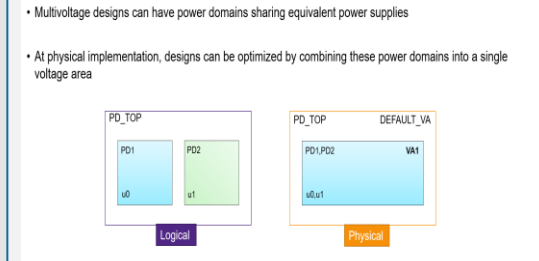 • Multivoltage designs can have power domains sharing equivalent power supplies
• At physical implementation, designs can be optimized by combining these power domains into a single
voltage area
PD_TOP
PD1
PD2
u0
u1
Logical
PD_TOP DEFAULT_VA
PD1,PD2 VA1
u0,u1
Physical